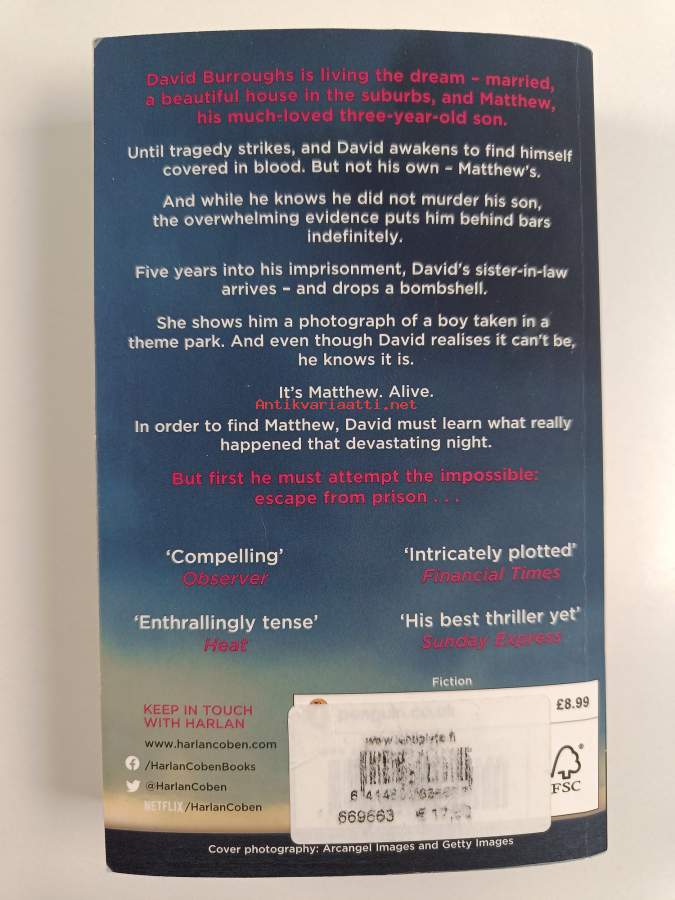 David Burroughs is living the dream – married,
a beautiful house in the suburbs, and Matthew,
his much-loved three-year-old son.
Until tragedy strikes, and David awakens to find himself
covered in blood. But not his own – Matthew's.
And while he knows he did not murder his son,
the overwhelming evidence puts him behind bars
indefinitely.
Five years into his imprisonment, David's sister-in-law
arrives – and drops a bombshell.
She shows him a photograph of a boy taken in a
theme park. And even though David realises it can't be,
he knows it is.
It's Matthew. Alive.
Antikvariaatti.net
In order to find Matthew, David must learn what really
happened that devastating night.
But first he must attempt the impossible:
escape from prison . . .
'Compelling'
Observer
'Intricately plotted'
Financial Times
'Enthrallingly tense'
Heat
'His best thriller yet'
Sunday Express
Fiction
£8.99
KEEP IN TOUCH
WITH HARLAN
www.harlancoben.com
/HarlanCobenBooks
@HarlanCoben
NETFLIX/HarlanCoben
penguin.co.uk
FSC
669663
Cover photography: Arcangel Images and Getty Images